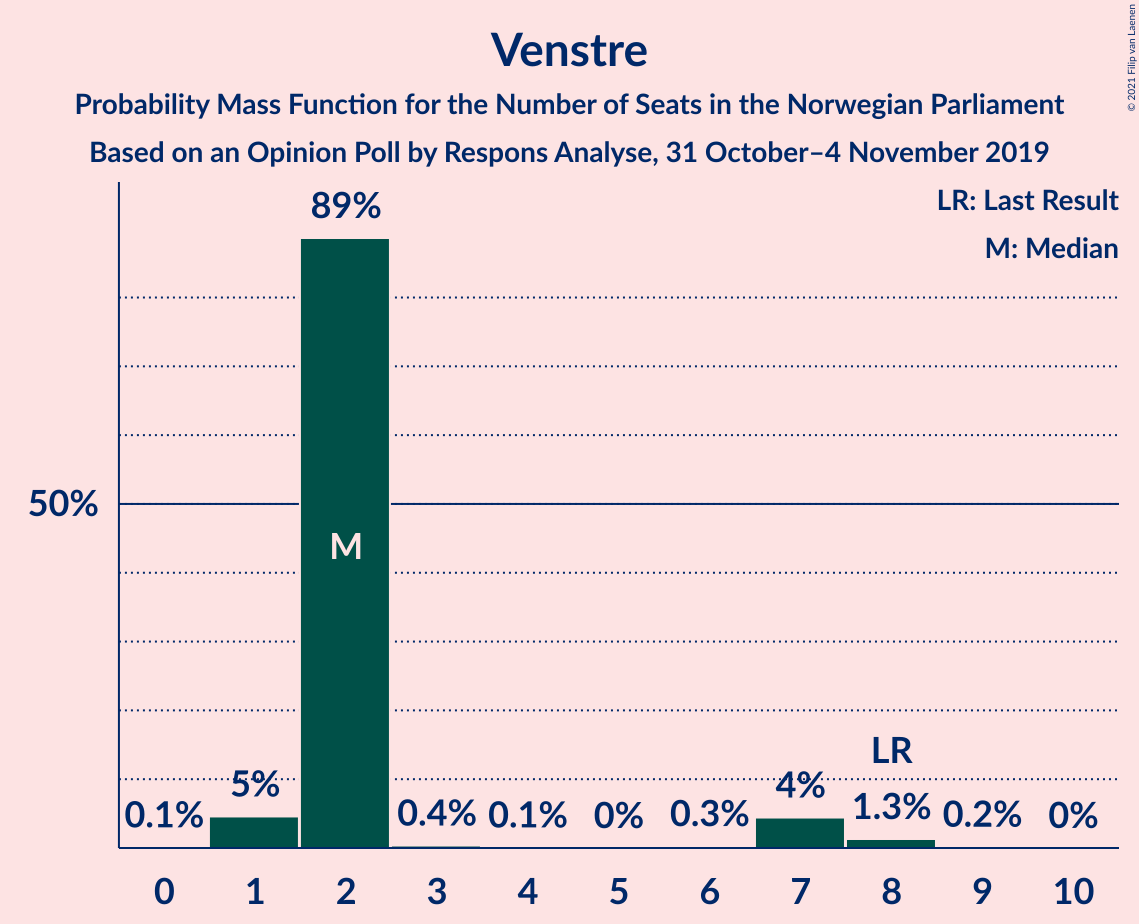 Venstre
Probability Mass Function for the Number of Seats in the Norwegian Parliament
Based on an Opinion Poll by Respons Analyse, 31 October–4 November 2019
© 2021 Filip van Laenen
LR: Last Result
M: Median
89%
50%
M
LR
0.1%
5%
0.4%
0.1%
0%
0.3%
4%
1.3%
0.2%
0%
0 1 2 3 4 5 6 7 8 9 10